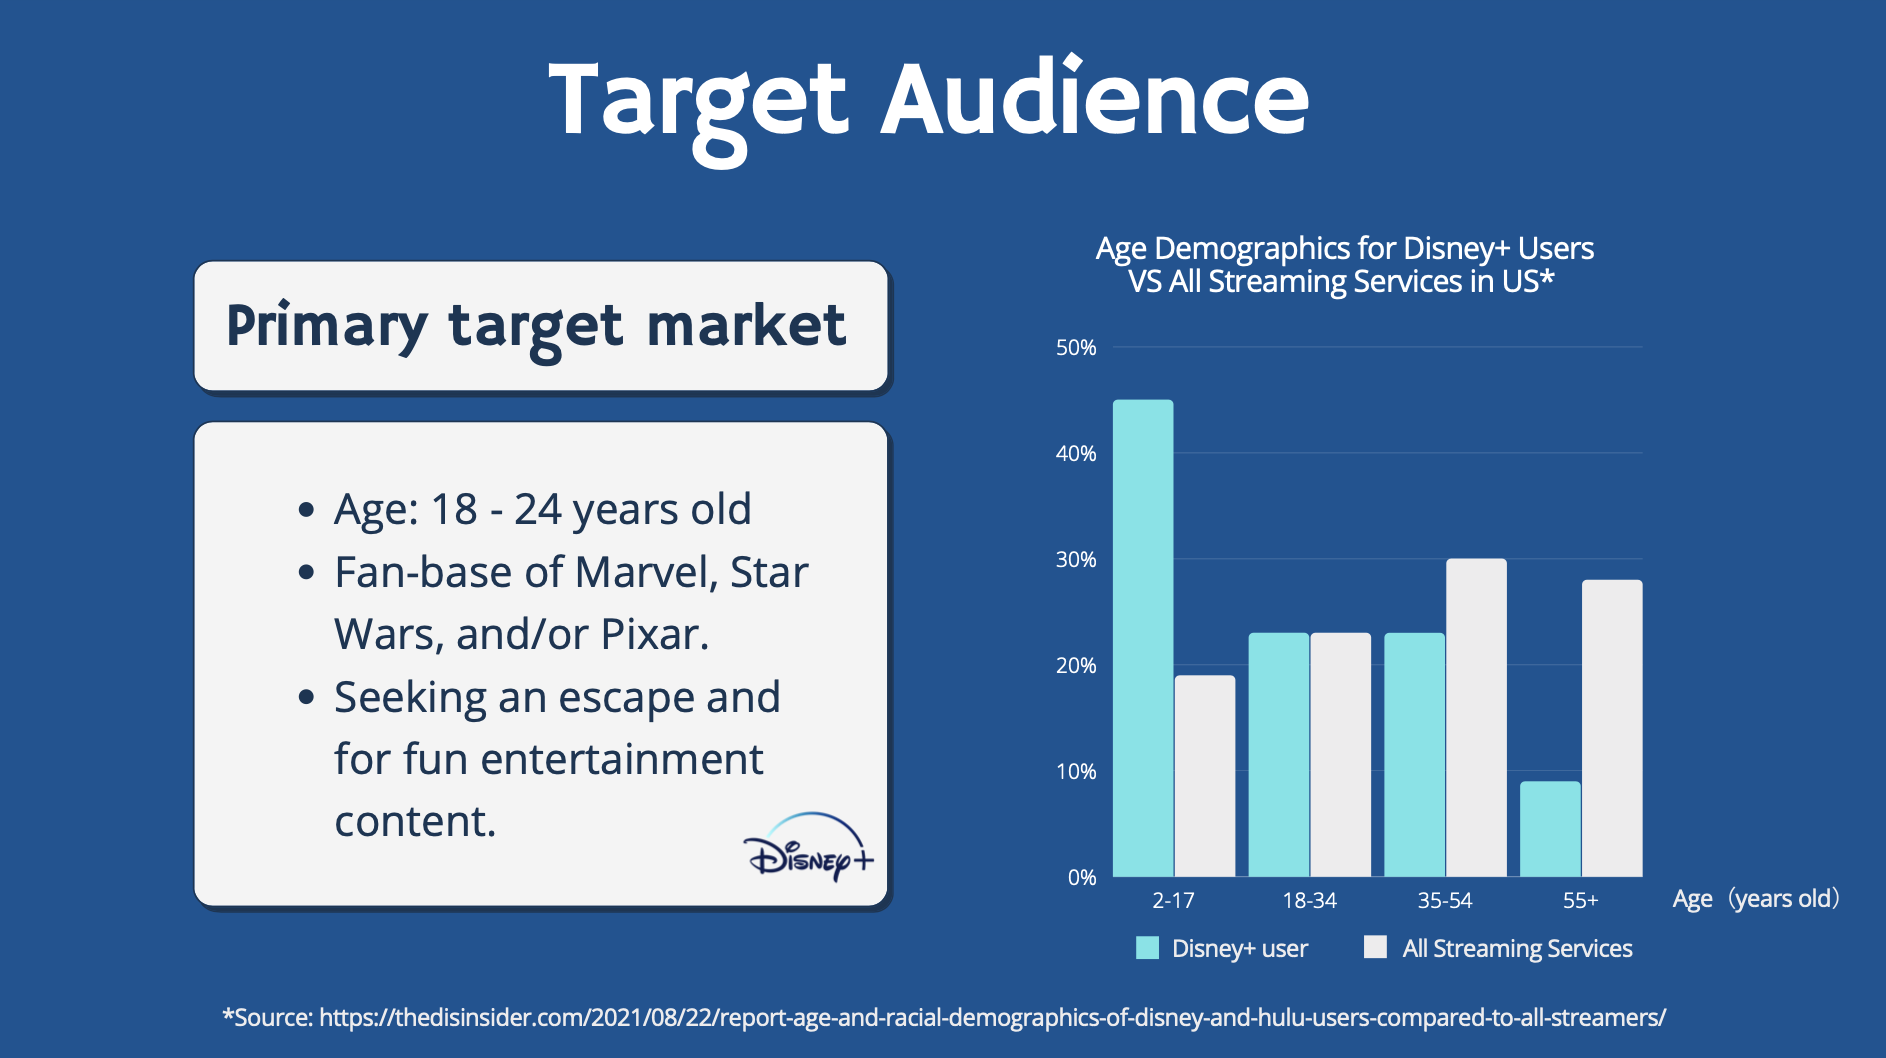 Target Audience
Primary target market
• Age: 18 - 24 years old
• Fan-base of Marvel, Star
Wars, and/or Pixar.
• Seeking an escape and
for fun entertainment
content.
Disney+
Age Demographics for Disney+ Users
VS All Streaming Services in US*
50%
40%
30%
20%
10%
0%
2-17 18-34 35-54 55+ Age（years old）
Disney+ user All Streaming Services
*Source: https://thedisinsider.com/2021/08/22/report-age-and-racial-demographics-of-disney-and-hulu-users-compared-to-all-streamers/